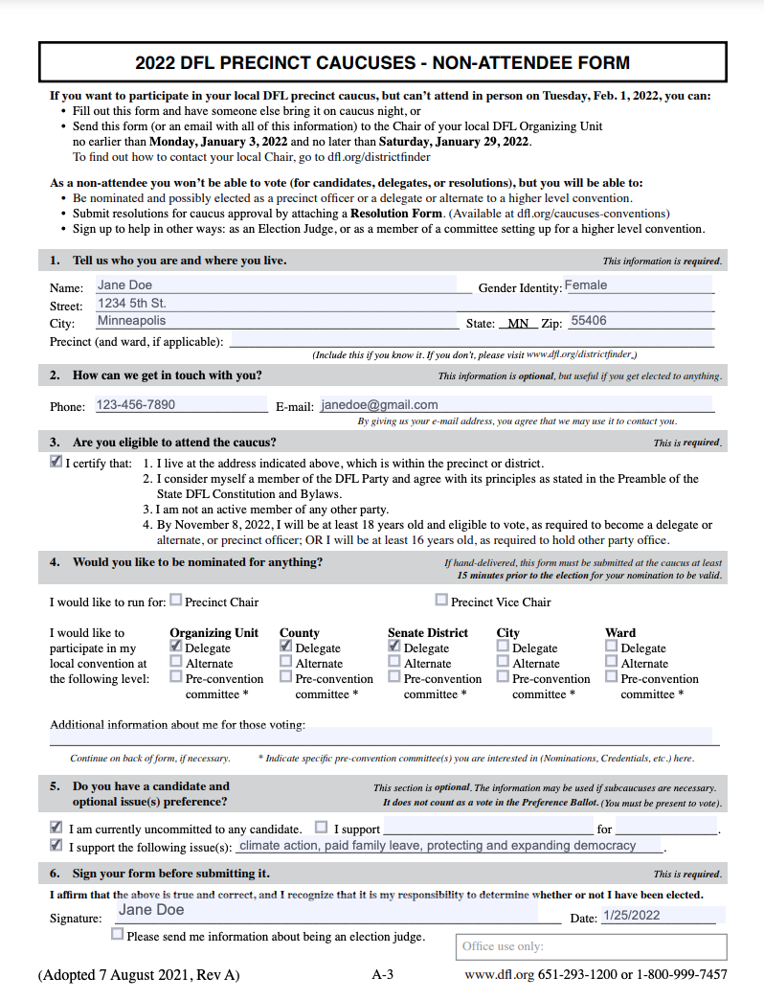 2022 DFL PRECINCT CAUCUSES - NON-ATTENDEE FORM
If you want to participate in your local DFL precinct caucus, but can't attend in person on Tuesday, Feb. 1, 2022, you can:
• Fill out this form and have someone else bring it on caucus night, or
• Send this form (or an email with all of this information) to the Chair of your local DFL Organizing Unit
no earlier than Monday, January 3, 2022 and no later than Saturday, January 29, 2022.
To find out how to contact your local Chair, go to dfl.org/districtfinder
As a non-attendee you won't be able to vote (for candidates, delegates, or resolutions), but you will be able to:
• Be nominated and possibly elected as a precinct officer or a delegate or alternate to a higher level convention.
• Submit resolutions for caucus approval by attaching a Resolution Form. (Available at dfl.org/caucuses-conventions)
• Sign up to help in other ways: as an Election Judge, or as a member of a committee setting up for a higher level convention.
1. Tell us who you are and where you live. This information is required.
Name: Jane Doe Gender Identity: Female
Street: 1234 5th St.
City: Minneapolis State: MN Zip: 55406
Precinct (and ward, if applicable):
(Include this if you know it. If you don't, please visit www.dfl.org/districtfinder.)
2. How can we get in touch with you? This information is optional, but useful if you get elected to anything.
Phone: 123-456-7890 E-mail: janedoe@gmail.com
By giving us your e-mail address, you agree that we may use it to contact you.
3. Are you eligible to attend the caucus? This is required.
I certify that: 1. I live at the address indicated above, which is within the precinct or district.
2. I consider myself a member of the DFL Party and agree with its principles as stated in the Preamble of the
State DFL Constitution and Bylaws.
3. I am not an active member of any other party.
4. By November 8, 2022, I will be at least 18 years old and eligible to vote, as required to become a delegate or
alternate, or precinct officer; OR I will be at least 16 years old, as required to hold other party office.
4. Would you like to be nominated for anything? If hand-delivered, this form must be submitted at the caucus at least
15 minutes prior to the election for your nomination to be valid.
I would like to run for: Precinct Chair Precinct Vice Chair
I would like to Organizing Unit County Senate District City Ward
participate in my Delegate Delegate Delegate Delegate Delegate
local convention at Alternate Alternate Alternate Alternate Alternate
the following level: Pre-convention Pre-convention Pre-convention Pre-convention Pre-convention
committee * committee * committee * committee * committee *
Additional information about me for those voting:
Continue on back of form, if necessary. * Indicate specific pre-convention committee(s) you are interested in (Nominations, Credentials, etc.) here.
5. Do you have a candidate and This section is optional. The information may be used if subcaucuses are necessary.
optional issue(s) preference? It does not count as a vote in the Preference Ballot. (You must be present to vote).
I am currently uncommitted to any candidate. I support for .
I support the following issue(s): climate action, paid family leave, protecting and expanding democracy .
6. Sign your form before submitting it. This is required.
I affirm that the above is true and correct, and I recognize that it is my responsibility to determine whether or not I have been elected.
Signature: Jane Doe Date: 1/25/2022
Please send me information about being an election judge.
Office use only:
(Adopted 7 August 2021, Rev A) A-3 www.dfl.org 651-293-1200 or 1-800-999-7457